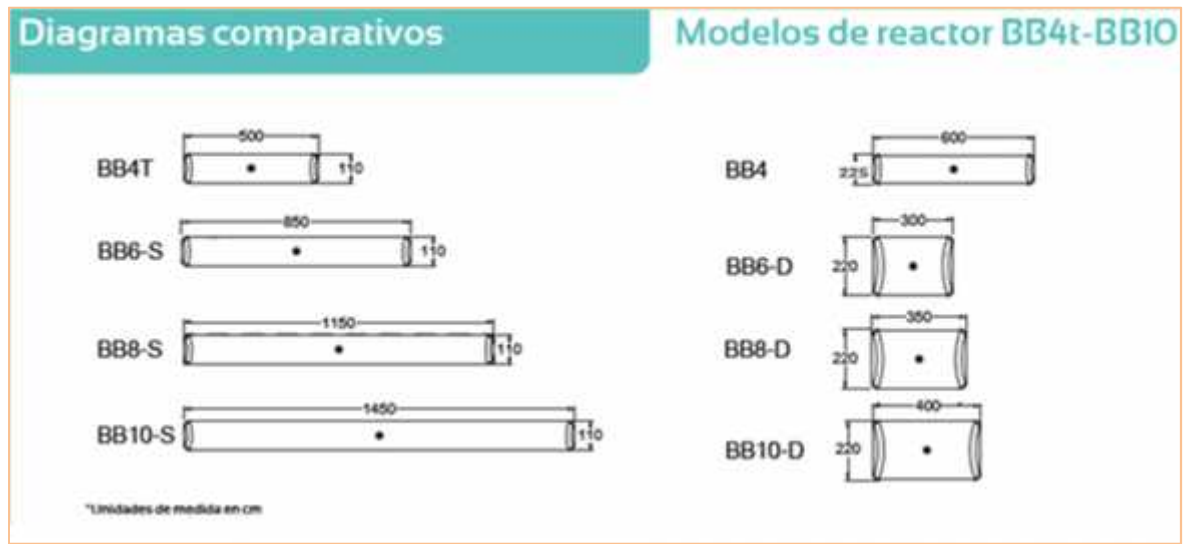 Diagramas comparativos
Modelos de reactor BB4t-BB10
500
BB4T
110
850
BB6-S
110
1150
BB8-S
110
1450
BB10-S
110
*Unidades de medida en cm
600
BB4
225
300
BB6-D
220
350
BB8-D
220
400
BB10-D
220